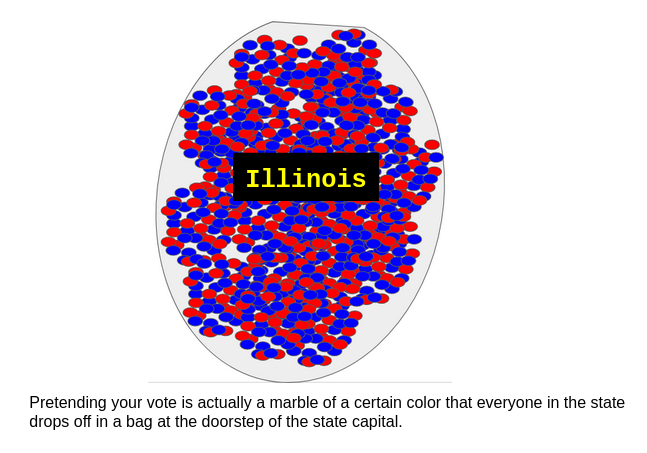 Illinois
Pretending your vote is actually a marble of a certain color that everyone in the state
drops off in a bag at the doorstep of the state capital.